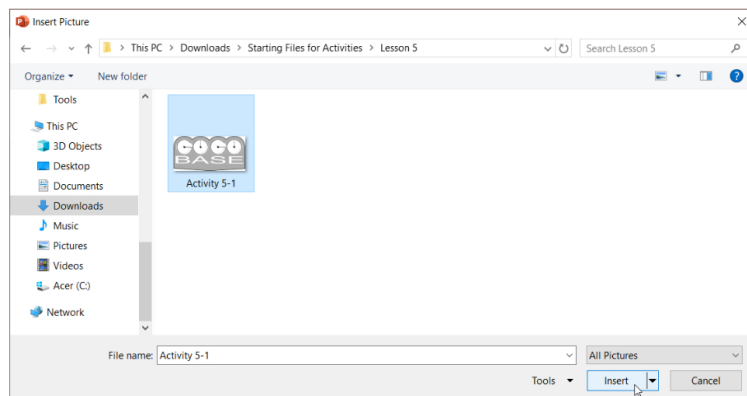 Insert Picture
This PC > Downloads > Starting Files for Activities > Lesson 5
Search Lesson 5
Organize
New folder
Tools
This PC
3D Objects
Desktop
Documents
Downloads
Music
Pictures
Videos
Acer (C:)
Network
GOGO
BASE
Activity 5-1
File name: Activity 5-1
All Pictures
Tools
Insert
Cancel